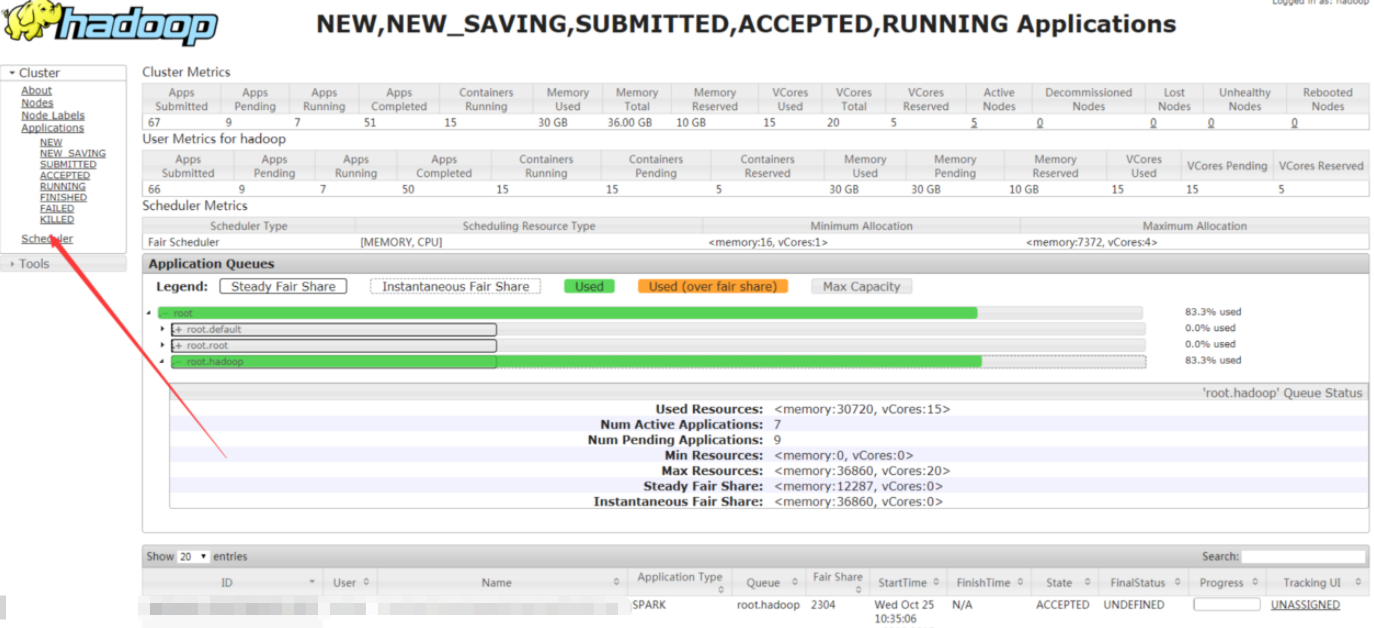 Logged in as: hadoop
hadoop
NEW,NEW_SAVING,SUBMITTED,ACCEPTED,RUNNING Applications
Cluster
About
Nodes
Node Labels
Applications
NEW
NEW_SAVING
SUBMITTED
ACCEPTED
RUNNING
FINISHED
FAILED
KILLED
Scheduler
Tools
Cluster Metrics
Apps Submitted Apps Pending Apps Running Apps Completed Containers Running Memory Used Memory Total Memory Reserved VCores Used VCores Total VCores Reserved Active Nodes Decommissioned Nodes Lost Nodes Unhealthy Nodes Rebooted Nodes
67 9 7 51 15 30 GB 36.00 GB 10 GB 15 20 5 5 0 0 0 0
User Metrics for hadoop
Apps Submitted Apps Pending Apps Running Apps Completed Containers Running Containers Pending Containers Reserved Memory Used Memory Pending Memory Reserved VCores Used VCores Pending VCores Reserved
66 9 7 50 15 15 5 30 GB 30 GB 10 GB 15 15 5
Scheduler Metrics
Scheduler Type Scheduling Resource Type Minimum Allocation Maximum Allocation
Fair Scheduler [MEMORY, CPU] <memory:16, vCores:1> <memory:7372, vCores:4>
Application Queues
Legend: Steady Fair Share Instantaneous Fair Share Used Used (over fair share) Max Capacity
- root 83.3% used
+ root.default 0.0% used
+ root.root 0.0% used
- root.hadoop 83.3% used
'root.hadoop' Queue Status
Used Resources: <memory:30720, vCores:15>
Num Active Applications: 7
Num Pending Applications: 9
Min Resources: <memory:0, vCores:0>
Max Resources: <memory:36860, vCores:20>
Steady Fair Share: <memory:12287, vCores:0>
Instantaneous Fair Share: <memory:36860, vCores:0>
Show 20 entries Search:
ID User Name Application Type Queue Fair Share StartTime FinishTime State FinalStatus Progress Tracking UI
SPARK root.hadoop 2304 Wed Oct 25 N/A ACCEPTED UNDEFINED UNASSIGNED
10:35:06